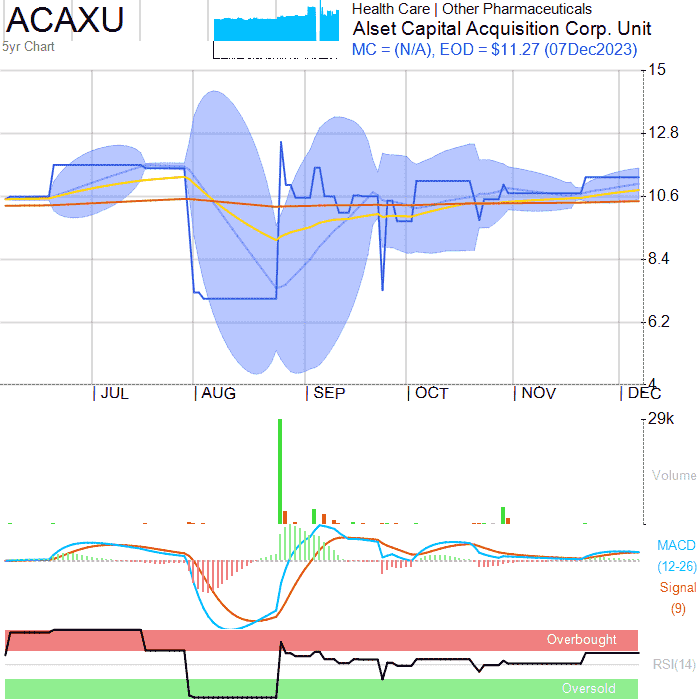 ACAXU
5yr Chart
Health Care | Other Pharmaceuticals
Alset Capital Acquisition Corp. Unit
MC = (N/A), EOD = $11.27 (07Dec2023)
15
12.8
10.6
8.4
6.2
4
JUL
AUG
SEP
OCT
NOV
DEC
29k
Volume
MACD
(12-26)
Signal
(9)
Overbought
RSI(14)
Oversold